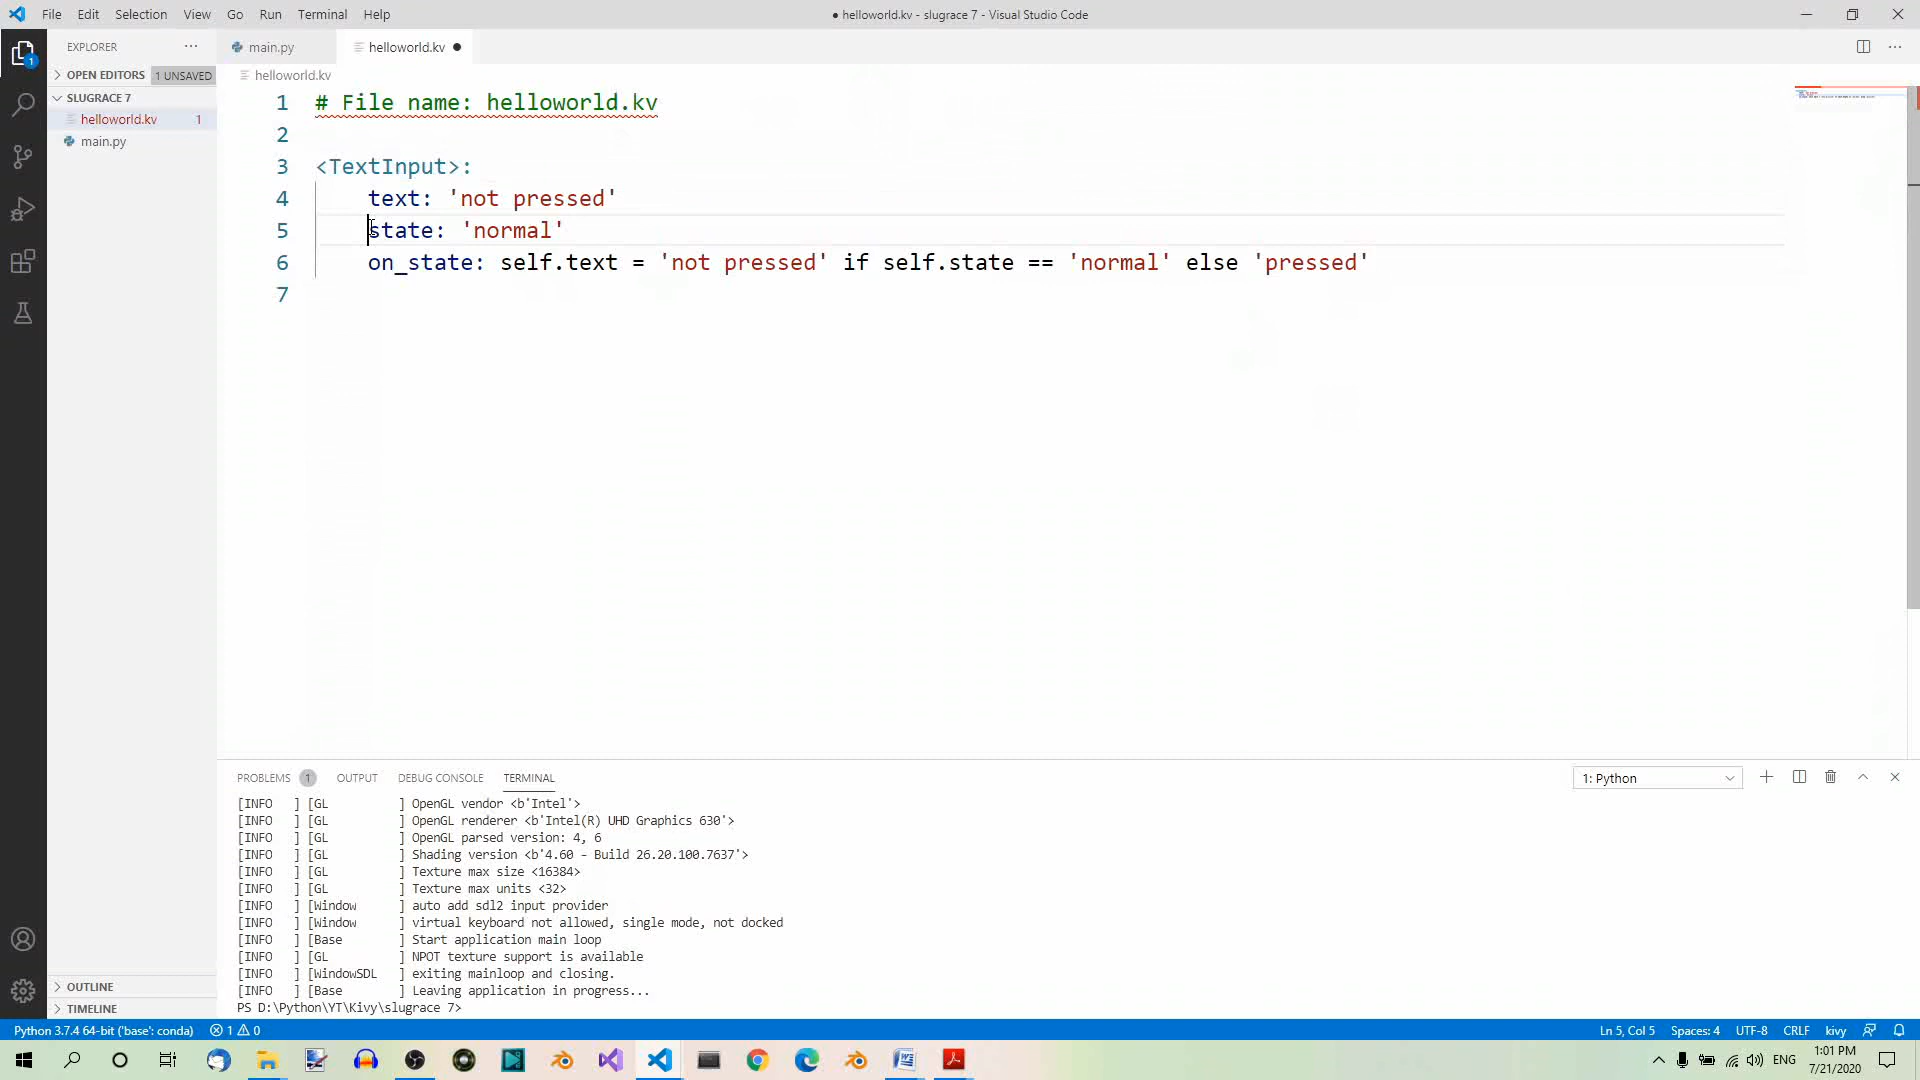 File Edit Selection View Go Run Terminal Help
● helloworld.kv - slugrace 7 - Visual Studio Code
EXPLORER ···
main.py
helloworld.kv ●
1
OPEN EDITORS 1 UNSAVED
helloworld.kv
SLUGRACE 7
helloworld.kv 1
main.py
1 # File name: helloworld.kv
2
3 <TextInput>:
4 text: 'not pressed'
5 state: 'normal'
6 on_state: self.text = 'not pressed' if self.state == 'normal' else 'pressed'
7
PROBLEMS 1 OUTPUT DEBUG CONSOLE TERMINAL
1: Python
[INFO   ] [GL          ] OpenGL vendor <b'Intel'>
[INFO   ] [GL          ] OpenGL renderer <b'Intel(R) UHD Graphics 630'>
[INFO   ] [GL          ] OpenGL parsed version: 4, 6
[INFO   ] [GL          ] Shading version <b'4.60 - Build 26.20.100.7637'>
[INFO   ] [GL          ] Texture max size <16384>
[INFO   ] [GL          ] Texture max units <32>
[INFO   ] [Window      ] auto add sdl2 input provider
[INFO   ] [Window      ] virtual keyboard not allowed, single mode, not docked
[INFO   ] [Base        ] Start application main loop
[INFO   ] [GL          ] NPOT texture support is available
[INFO   ] [WindowSDL   ] exiting mainloop and closing.
[INFO   ] [Base        ] Leaving application in progress...
PS D:\Python\YT\Kivy\slugrace 7>
OUTLINE
TIMELINE
Python 3.7.4 64-bit ('base': conda) 1 0
Ln 5, Col 5 Spaces: 4 UTF-8 CRLF kivy
ENG
1:01 PM
7/21/2020